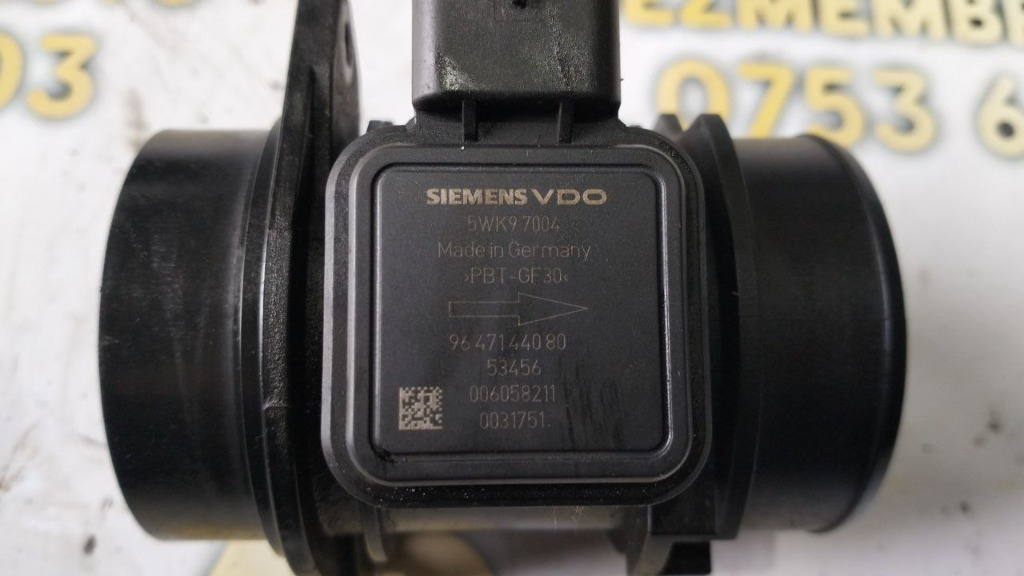 EZMEMBR
03
0753 6
SIEMENS VDO
5WK9 7004
Made in Germany
>PBT-GF30<
96 471 440 80
53456
006058211
0031751.